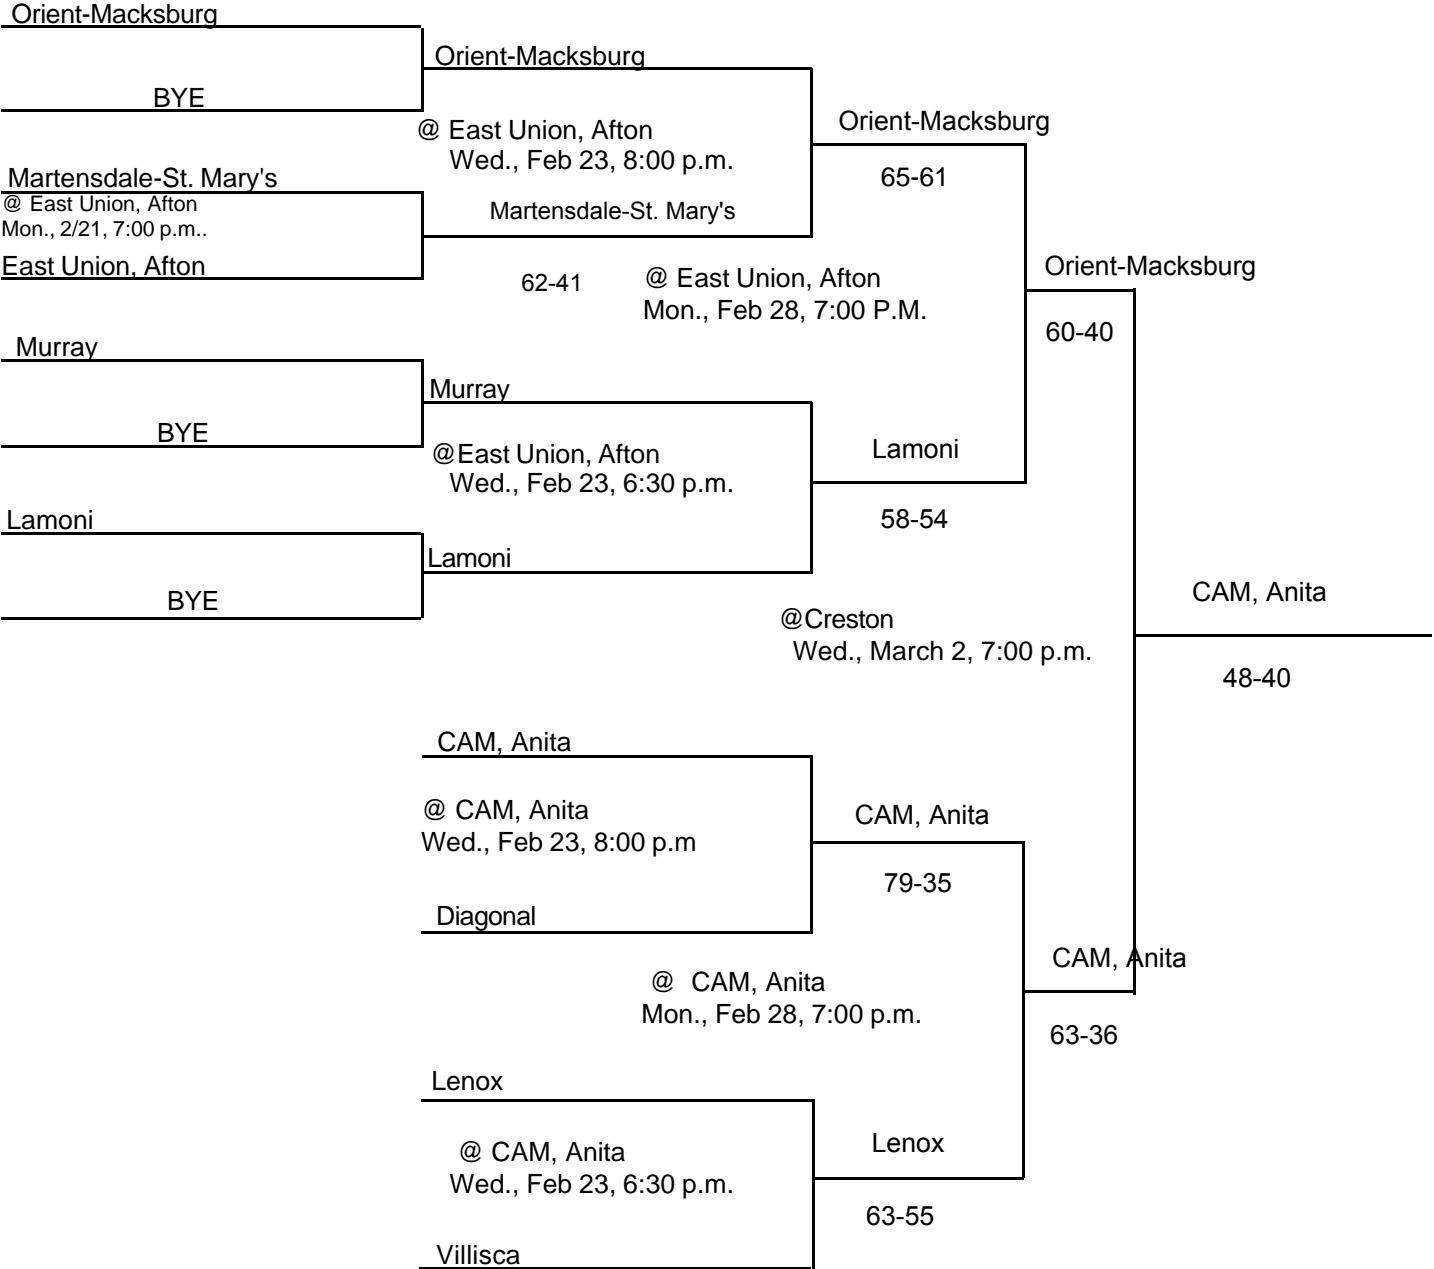 Orient-Macksburg
Orient-Macksburg
BYE
@ East Union, Afton
Wed., Feb 23, 8:00 p.m.
Orient-Macksburg
65-61
Martensdale-St. Mary's
@ East Union, Afton
Mon., 2/21, 7:00 p.m..
Martensdale-St. Mary's
East Union, Afton
62-41
@ East Union, Afton
Mon., Feb 28, 7:00 P.M.
Orient-Macksburg
60-40
Murray
Murray
BYE
@East Union, Afton
Wed., Feb 23, 6:30 p.m.
Lamoni
58-54
Lamoni
Lamoni
BYE
@Creston
Wed., March 2, 7:00 p.m.
CAM, Anita
48-40
CAM, Anita
@ CAM, Anita
Wed., Feb 23, 8:00 p.m
CAM, Anita
79-35
Diagonal
@ CAM, Anita
Mon., Feb 28, 7:00 p.m.
CAM, Anita
63-36
Lenox
@ CAM, Anita
Wed., Feb 23, 6:30 p.m.
Lenox
63-55
Villisca